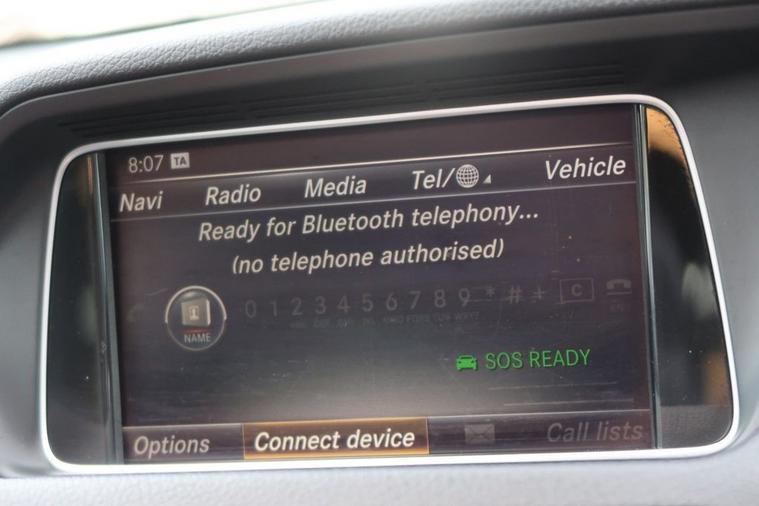 8:07 TA
Navi Radio Media Tel/ Vehicle
Ready for Bluetooth telephony...
(no telephone authorised)
0 1 2 3 4 5 6 7 8 9 * # + C
NAME
SOS READY
Options Connect device Call lists